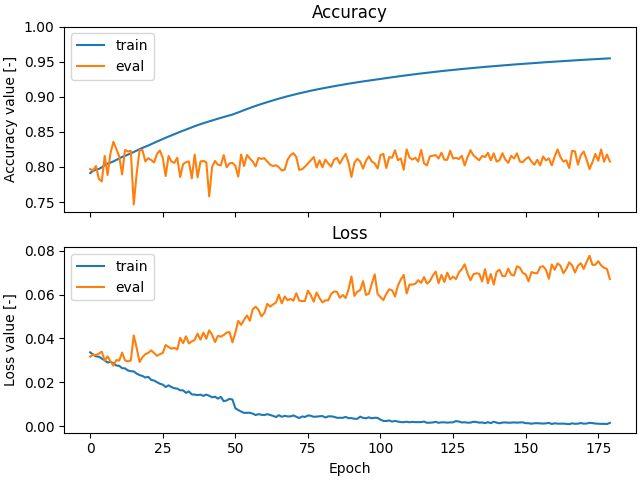 Accuracy
Accuracy value [-]
1.00
0.95
0.90
0.85
0.80
0.75
train
eval
Loss
Loss value [-]
0.08
0.06
0.04
0.02
0.00
train
eval
0 25 50 75 100 125 150 175
Epoch